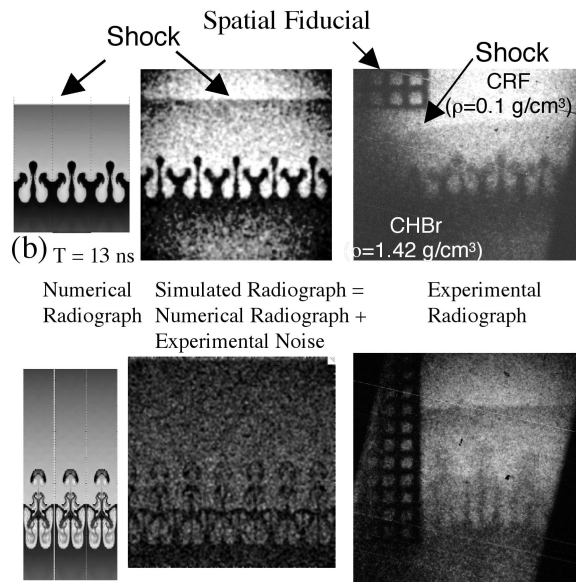 Spatial Fiducial
Shock
Shock
CRF
(ρ=0.1 g/cm³)
CHBr
(ρ=1.42 g/cm³)
(b) T = 13 ns
Numerical
Radiograph
Simulated Radiograph =
Numerical Radiograph +
Experimental Noise
Experimental
Radiograph